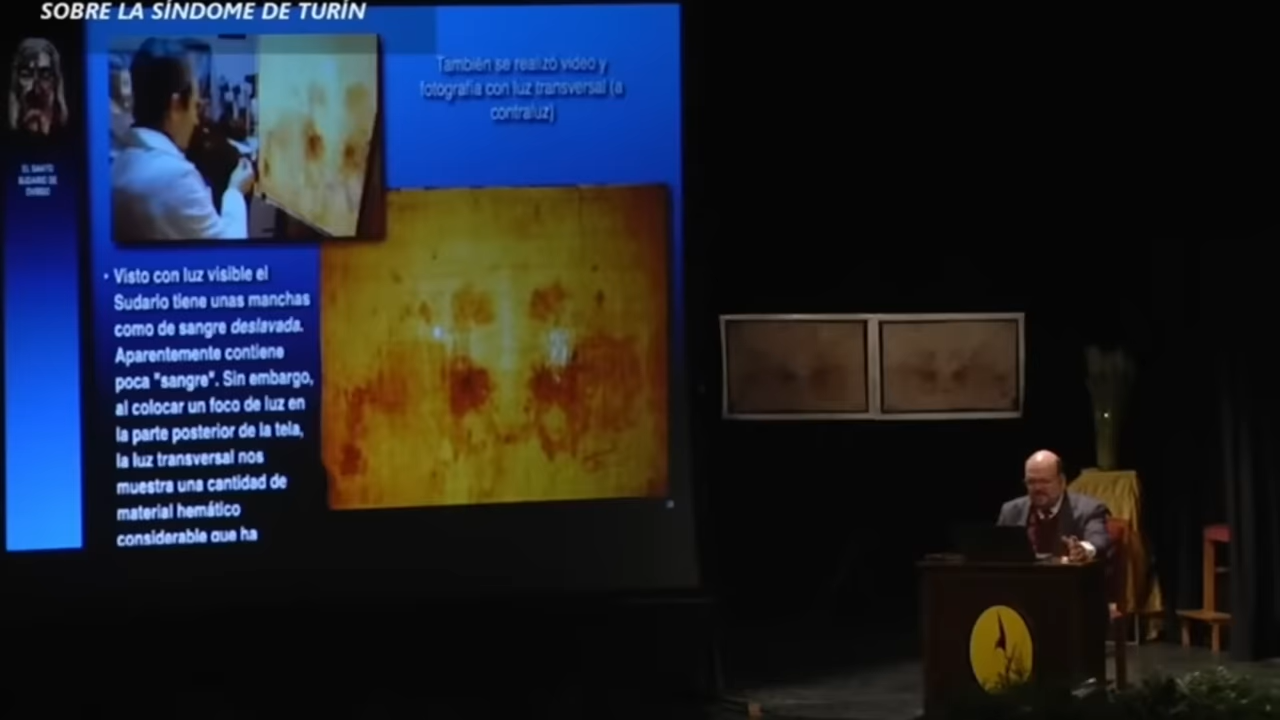 SOBRE LA SÍNDOME DE TURÍN
También se realizó video y
fotografía con luz transversal (a
contraluz)
EL SANTO
SUDARIO DE
OVIEDO
• Visto con luz visible el
Sudario tiene unas manchas
como de sangre deslavada.
Aparentemente contiene
poca "sangre". Sin embargo,
al colocar un foco de luz en
la parte posterior de la tela,
la luz transversal nos
muestra una cantidad de
material hemático
considerable que ha